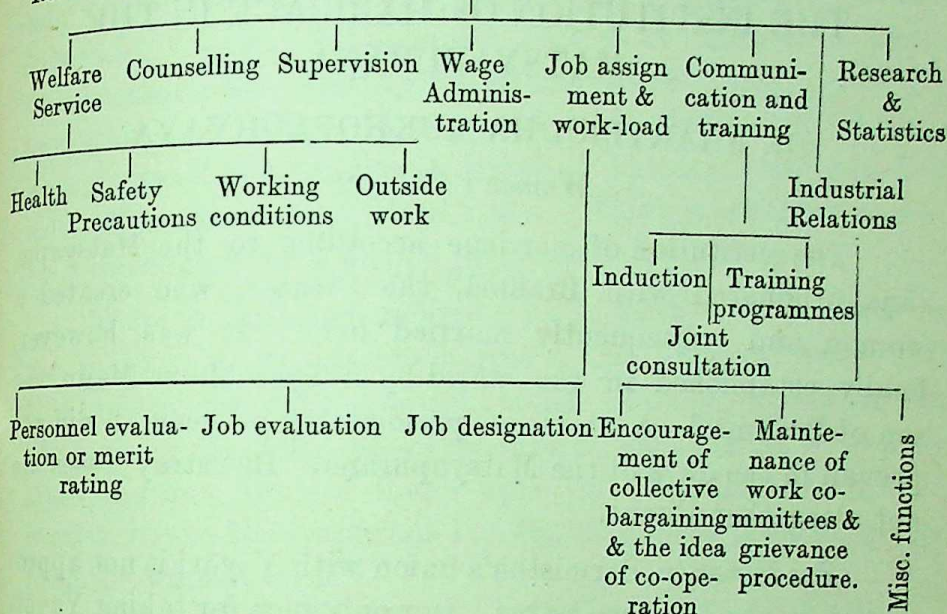 Welfare
Service
Counselling
Supervision
Wage
Adminis-
tration
Job assign
ment &
work-load
Communi-
cation and
training
Research
&
Statistics
Health
Safety
Precautions
Working
conditions
Outside
work
Industrial
Relations
Induction
Training
programmes
Joint
consultation
Personnel evalua-
tion or merit
rating
Job evaluation
Job designation
Encourage-
ment of
collective
bargaining
& the idea
of co-ope-
ration
Mainte-
nance of
work co-
mmittees &
grievance
procedure.
Misc. functions